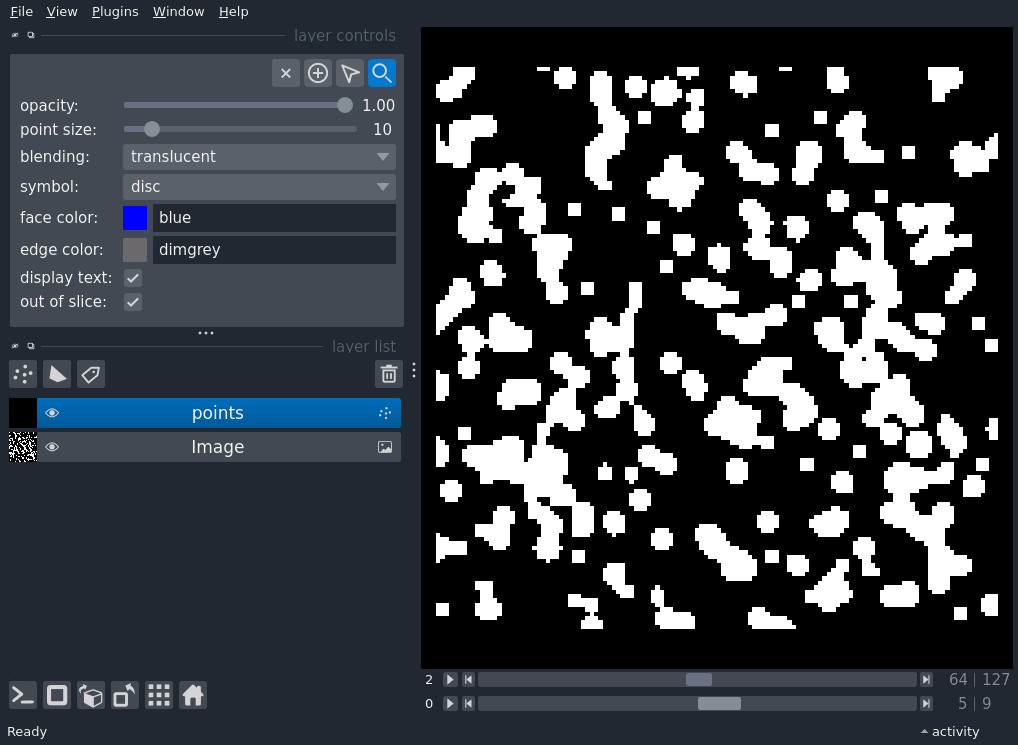 File View Plugins Window Help
layer controls
opacity: 1.00
point size: 10
blending: translucent
symbol: disc
face color: blue
edge color: dimgrey
display text:
out of slice:
layer list
points
Image
2 64 | 127
0 5 | 9
Ready activity